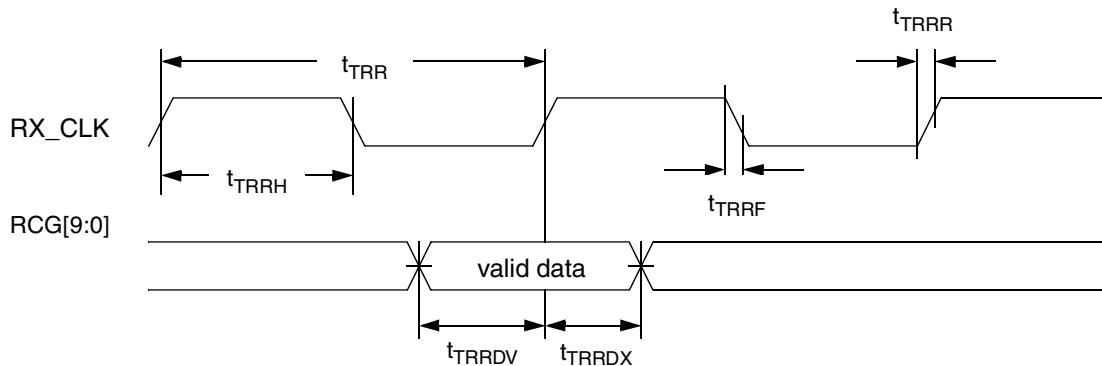 tTRRR
tTRR
RX_CLK
tTRRH
tTRRF
RCG[9:0]
valid data
tTRRDV
tTRRDX